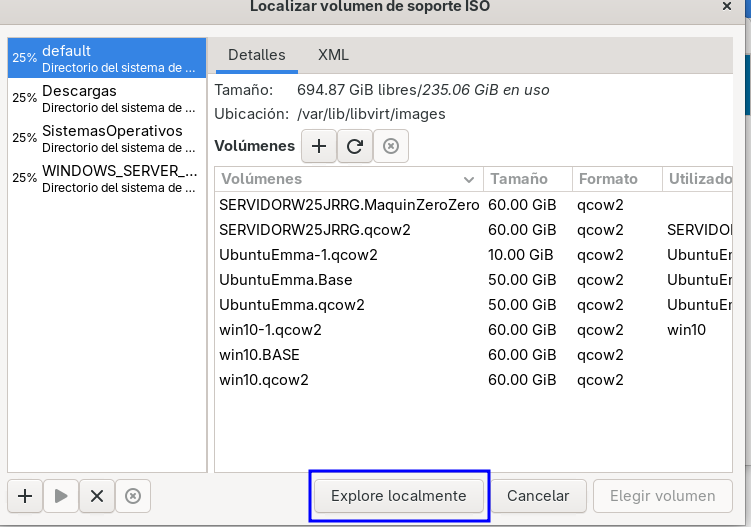 Localizar volumen de soporte ISO
25% default
Directorio del sistema de ...
25% Descargas
Directorio del sistema de ...
25% SistemasOperativos
Directorio del sistema de ...
25% WINDOWS_SERVER_...
Directorio del sistema de ...
Detalles XML
Tamaño: 694.87 GiB libres/235.06 GiB en uso
Ubicación: /var/lib/libvirt/images
Volúmenes
Volúmenes Tamaño Formato Utilizado
SERVIDORW25JRRG.MaquinZeroZero 60.00 GiB qcow2
SERVIDORW25JRRG.qcow2 60.00 GiB qcow2 SERVIDO
UbuntuEmma-1.qcow2 10.00 GiB qcow2 UbuntuEm
UbuntuEmma.Base 50.00 GiB qcow2 UbuntuEm
UbuntuEmma.qcow2 50.00 GiB qcow2 UbuntuEm
win10-1.qcow2 60.00 GiB qcow2 win10
win10.BASE 60.00 GiB qcow2
win10.qcow2 60.00 GiB qcow2
Explore localmente Cancelar Elegir volumen